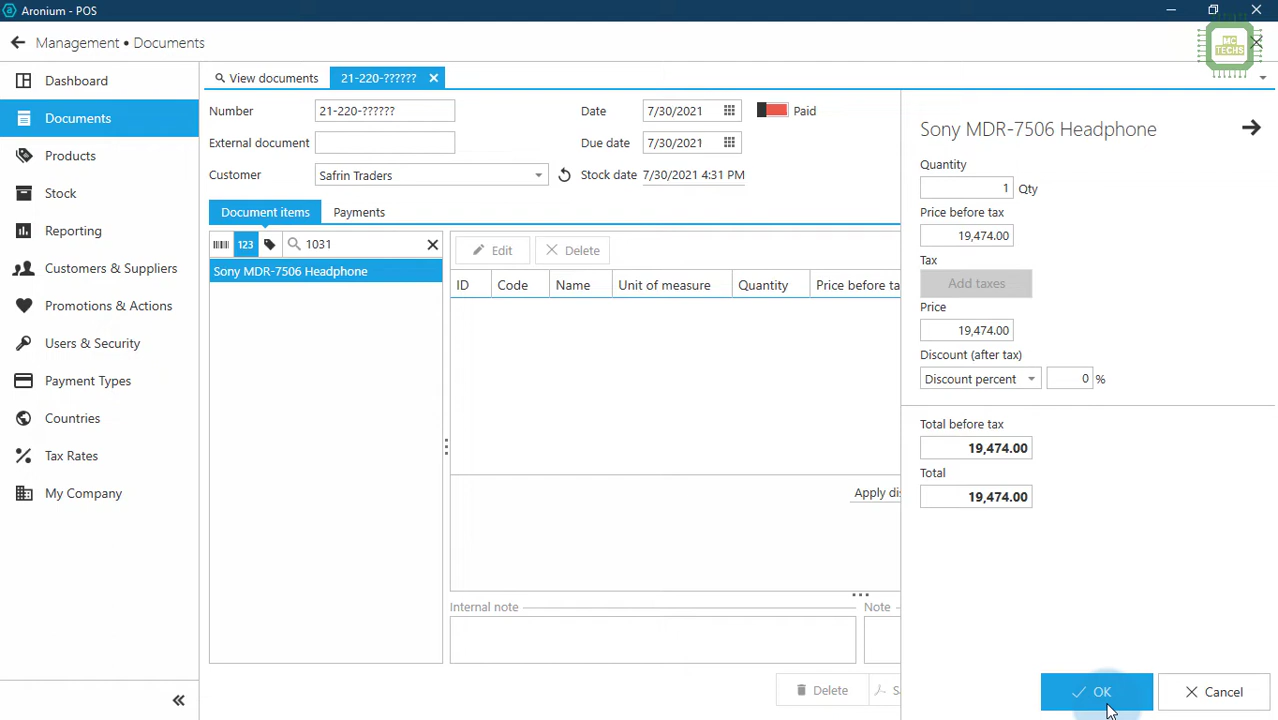 Aronium - POS
Management • Documents
MC
TECHS
Dashboard
Documents
Products
Stock
Reporting
Customers & Suppliers
Promotions & Actions
Users & Security
Payment Types
Countries
Tax Rates
My Company
View documents 21-220-??????
Number 21-220-?????? Date 7/30/2021 Paid
External document Due date 7/30/2021
Customer Safrin Traders Stock date 7/30/2021 4:31 PM
Document items Payments
123 1031 Edit Delete
Sony MDR-7506 Headphone
ID Code Name Unit of measure Quantity Price before ta
Apply di
Internal note Note
Delete S
Sony MDR-7506 Headphone
Quantity
1 Qty
Price before tax
19,474.00
Tax
Add taxes
Price
19,474.00
Discount (after tax)
Discount percent 0 %
Total before tax
19,474.00
Total
19,474.00
OK Cancel